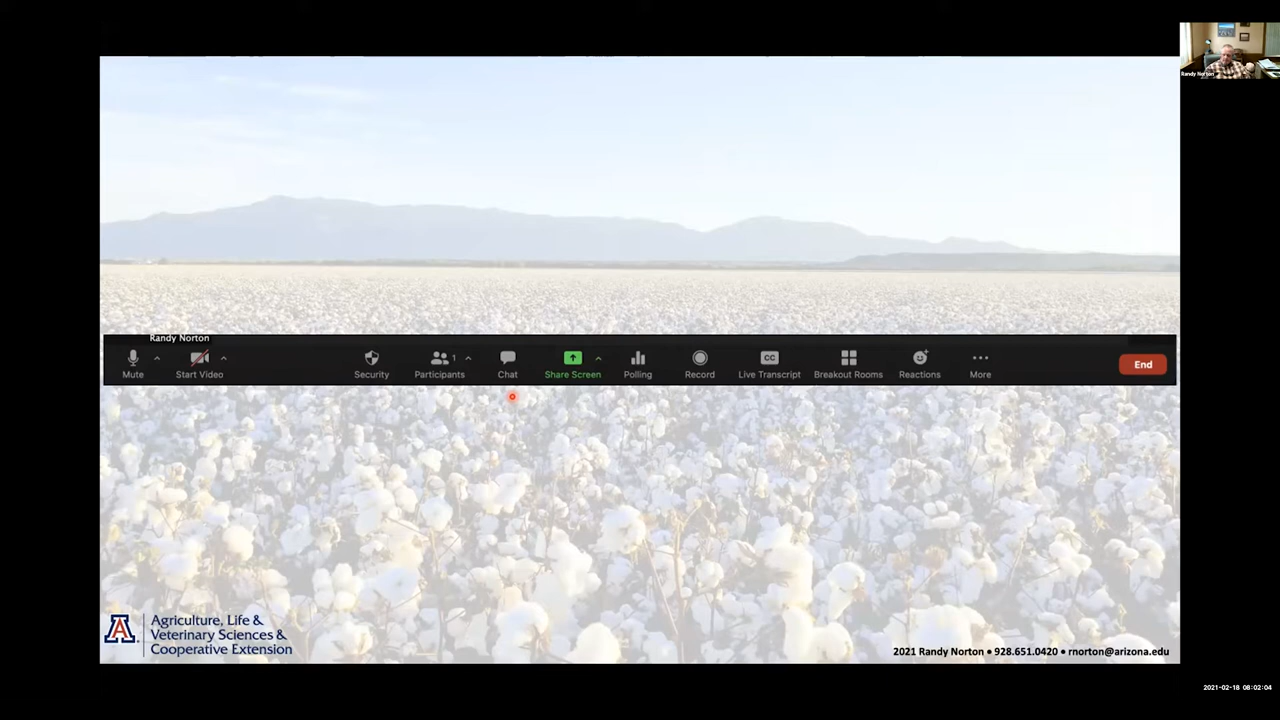 Randy Norton
Randy Norton
Mute
Start Video
Security
Participants
1
Chat
Share Screen
Polling
Record
CC
Live Transcript
Breakout Rooms
Reactions
More
End
A
Agriculture, Life &
Veterinary Sciences &
Cooperative Extension
2021 Randy Norton • 928.651.0420 • rnorton@arizona.edu
2021-02-18 08:02:04